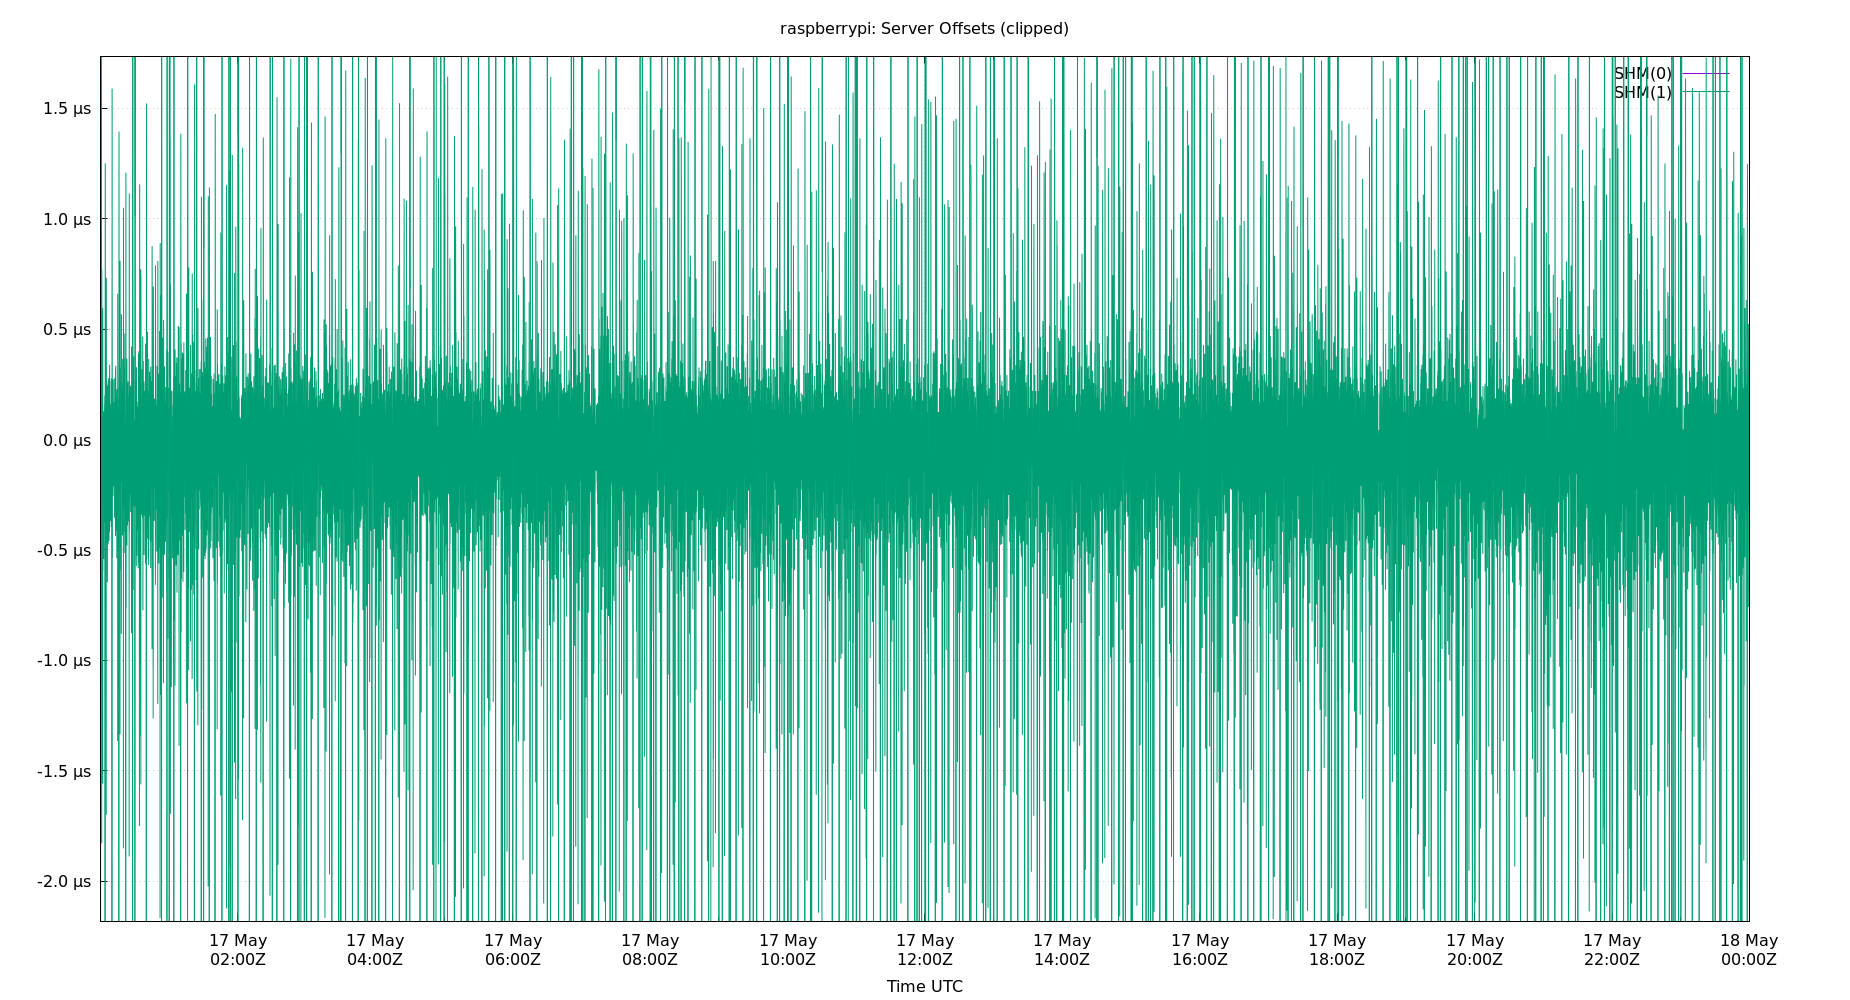 raspberrypi: Server Offsets (clipped)
SHM(0)
SHM(1)
1.5 µs
1.0 µs
0.5 µs
0.0 µs
-0.5 µs
-1.0 µs
-1.5 µs
-2.0 µs
17 May 17 May 17 May 17 May 17 May 17 May 17 May 17 May 17 May 17 May 17 May 18 May
02:00Z 04:00Z 06:00Z 08:00Z 10:00Z 12:00Z 14:00Z 16:00Z 18:00Z 20:00Z 22:00Z 00:00Z
Time UTC